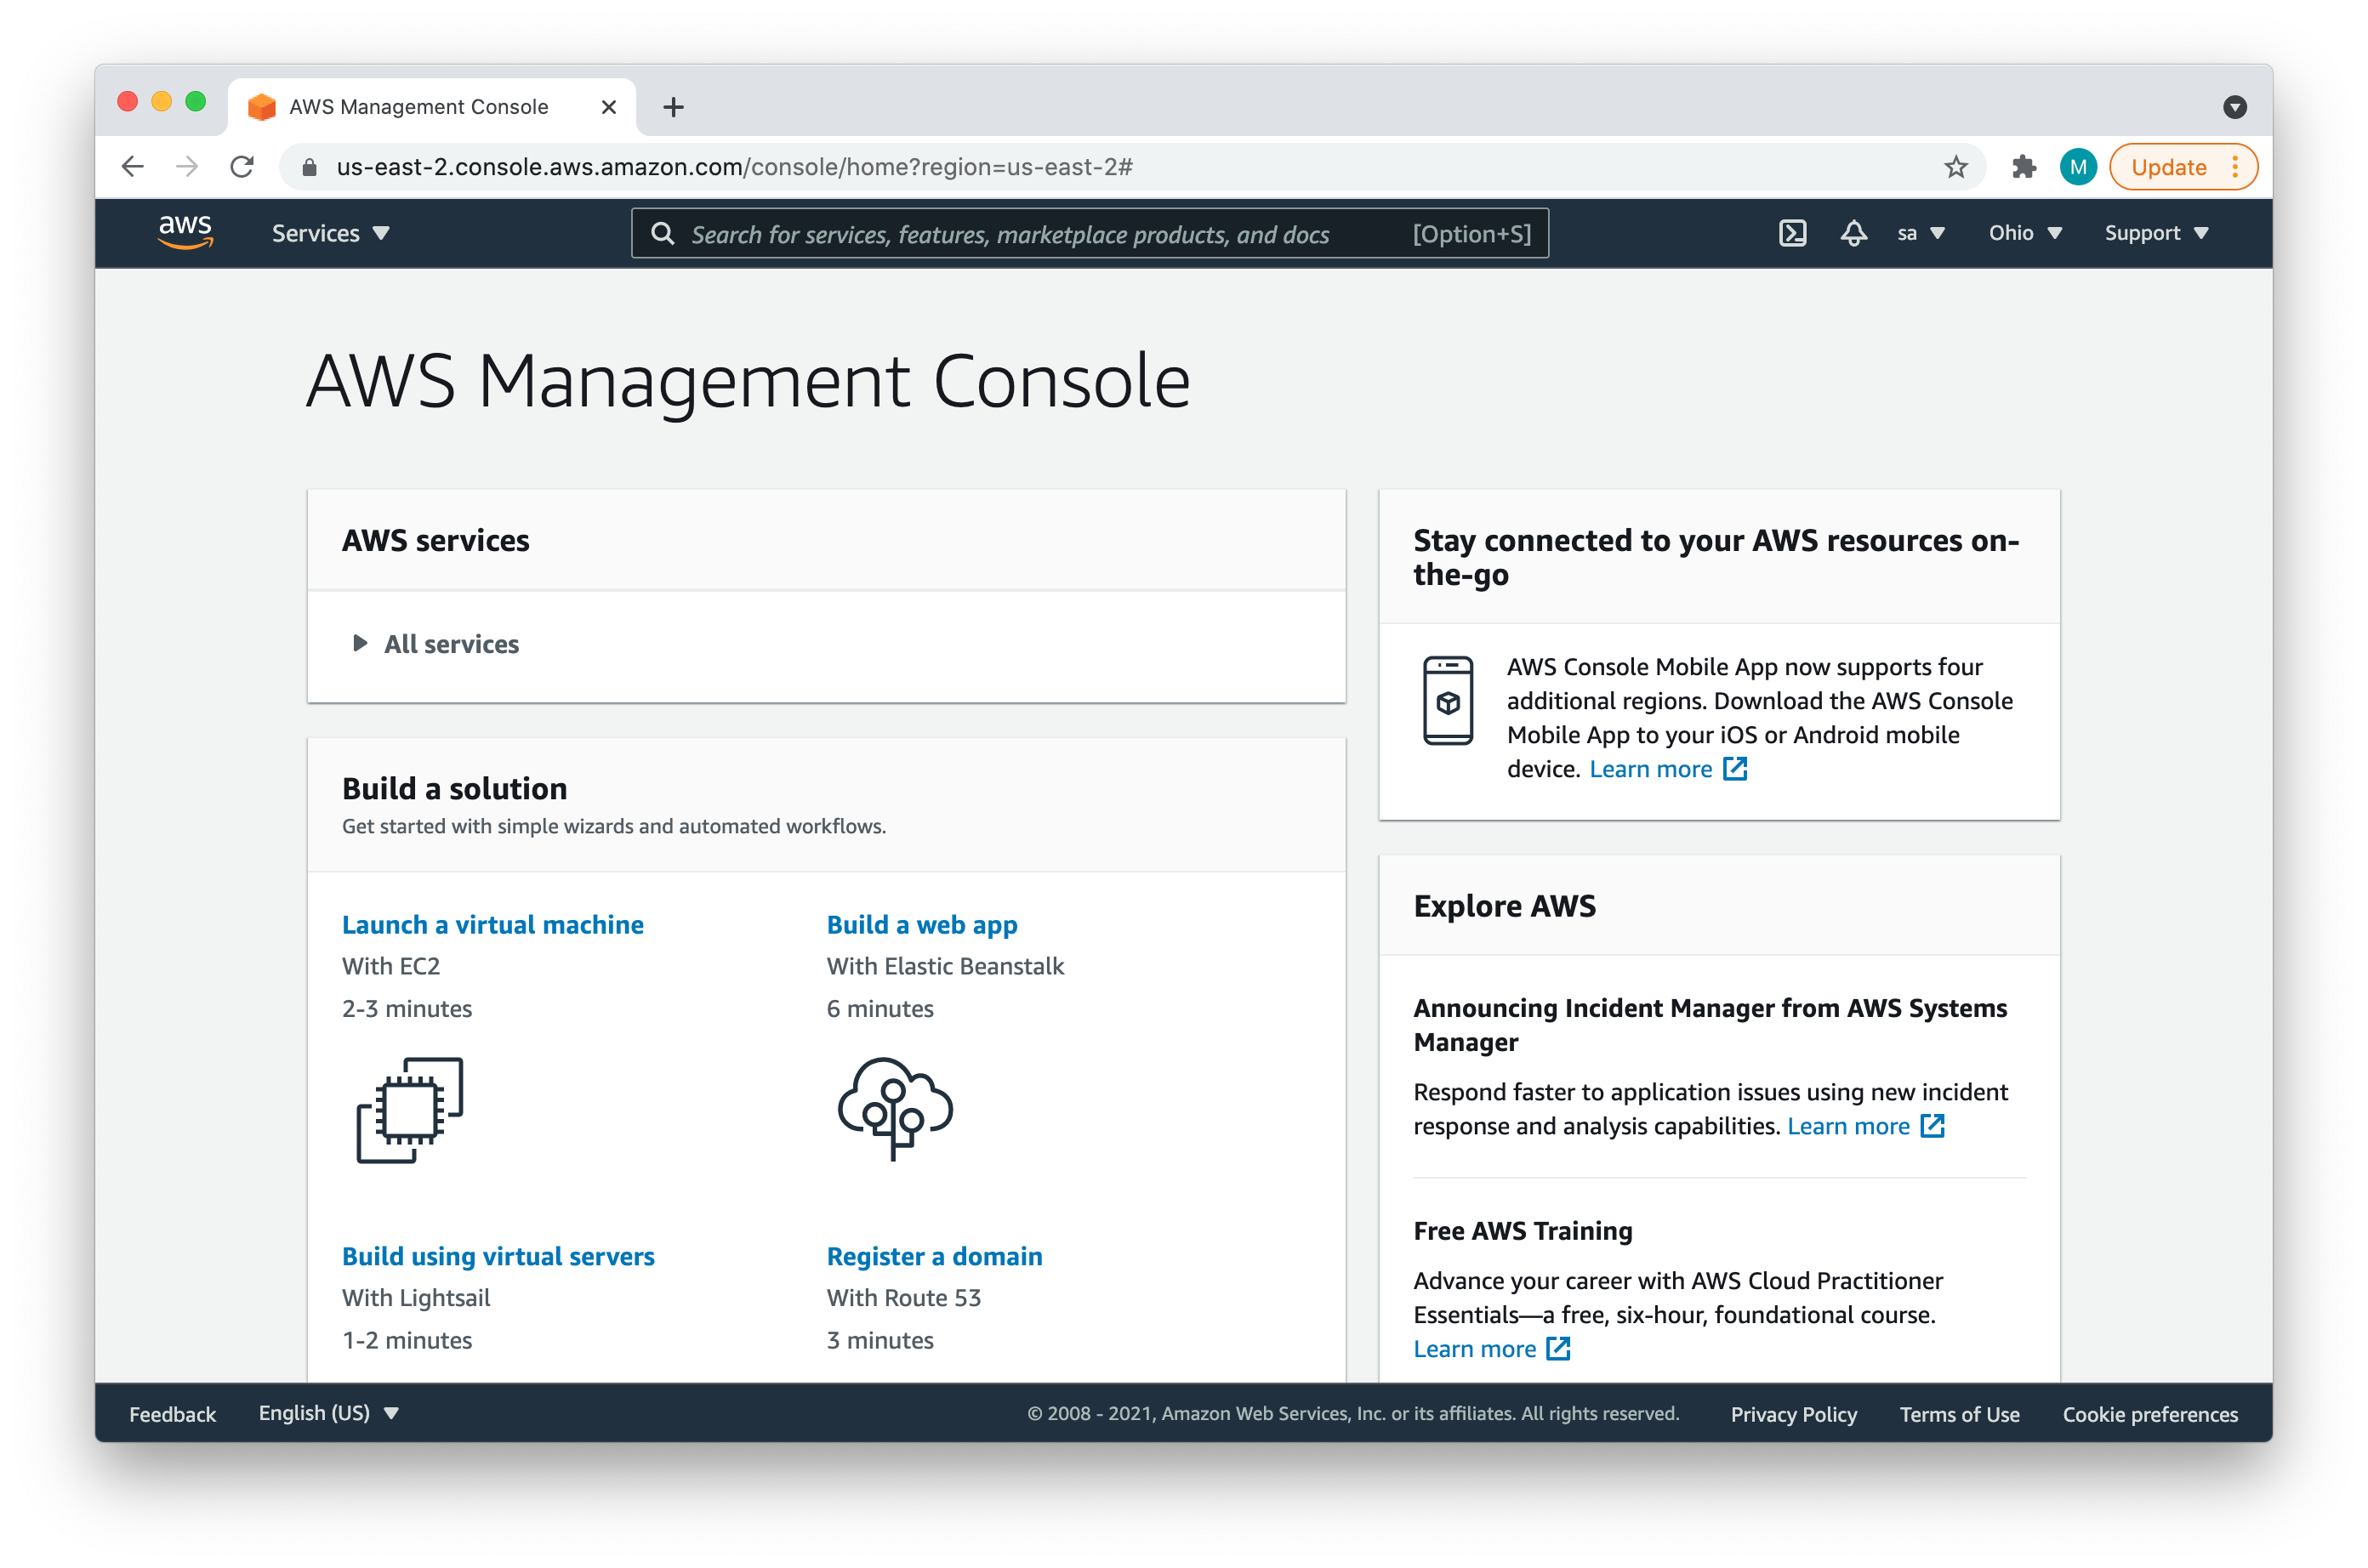 AWS Management Console
us-east-2.console.aws.amazon.com/console/home?region=us-east-2#
M
Update
aws
Services
Search for services, features, marketplace products, and docs
[Option+S]
sa
Ohio
Support
AWS Management Console
AWS services
All services
Build a solution
Get started with simple wizards and automated workflows.
Launch a virtual machine
With EC2
2-3 minutes
Build a web app
With Elastic Beanstalk
6 minutes
Build using virtual servers
With Lightsail
1-2 minutes
Register a domain
With Route 53
3 minutes
Stay connected to your AWS resources on-
the-go
AWS Console Mobile App now supports four
additional regions. Download the AWS Console
Mobile App to your iOS or Android mobile
device. Learn more
Explore AWS
Announcing Incident Manager from AWS Systems
Manager
Respond faster to application issues using new incident
response and analysis capabilities. Learn more
Free AWS Training
Advance your career with AWS Cloud Practitioner
Essentials—a free, six-hour, foundational course.
Learn more
Feedback
English (US)
© 2008 - 2021, Amazon Web Services, Inc. or its affiliates. All rights reserved.
Privacy Policy
Terms of Use
Cookie preferences